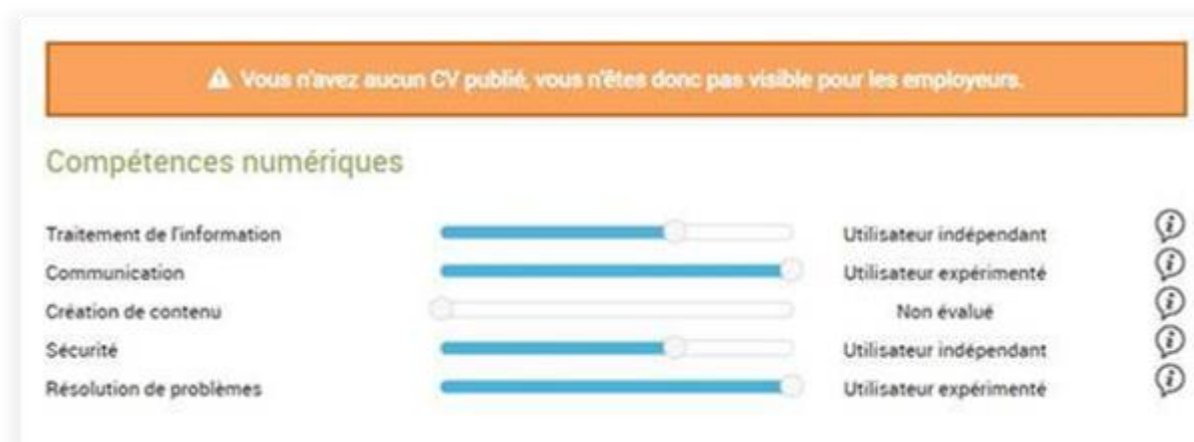 Vous n'avez aucun CV publié, vous n'êtes donc pas visible pour les employeurs.
Compétences numériques
Traitement de l'information Utilisateur indépendant
Communication Utilisateur expérimenté
Création de contenu Non évalué
Sécurité Utilisateur indépendant
Résolution de problèmes Utilisateur expérimenté